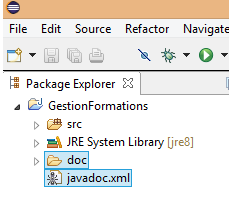 File Edit Source Refactor Navigate
Package Explorer
GestionFormations
src
JRE System Library [jre8]
doc
javadoc.xml